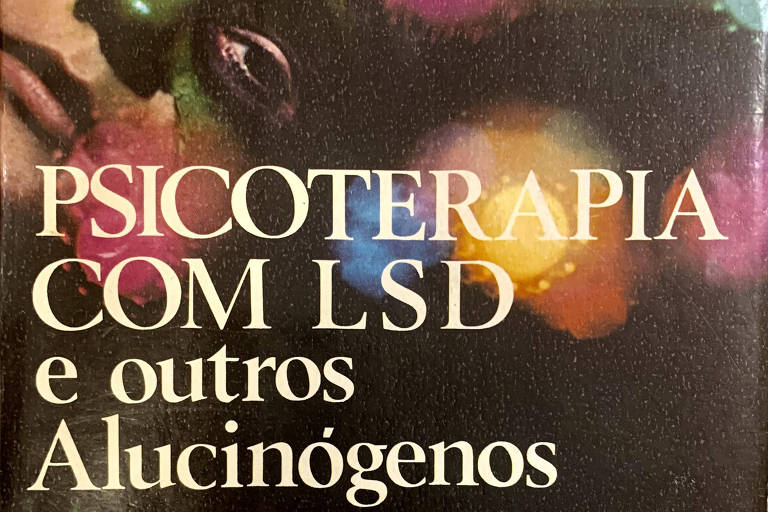 PSICOTERAPIA
COM LSD
e outros
Alucinógenos